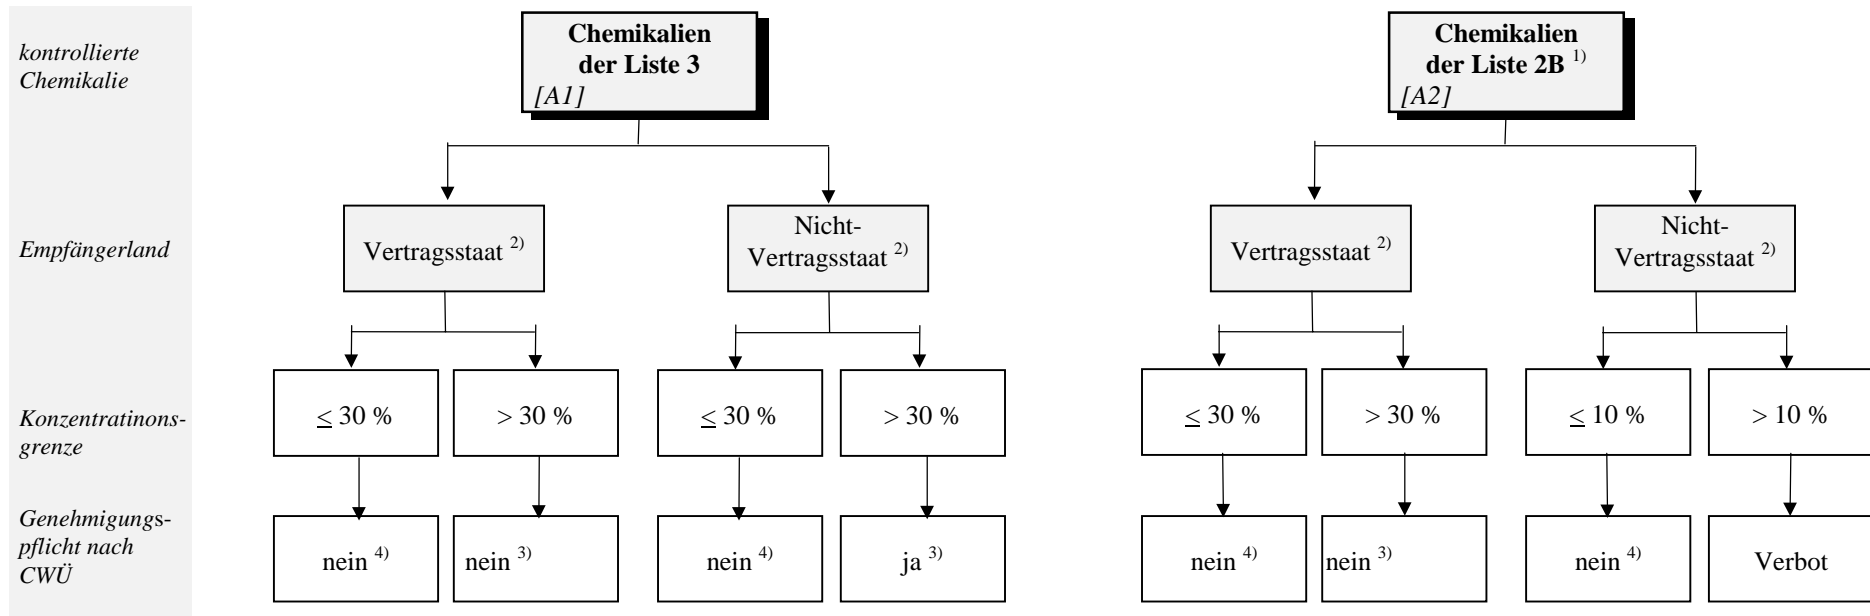 kontrollierte
Chemikalie
Chemikalien
der Liste 3
[A1]
Chemikalien
der Liste 2B 1)
[A2]
Empfängerland
Vertragsstaat 2)
Nicht-
Vertragsstaat 2)
Vertragsstaat 2)
Nicht-
Vertragsstaat 2)
Konzentratinons-
grenze
≤ 30 %
> 30 %
≤ 30 %
> 30 %
≤ 30 %
> 30 %
≤ 10 %
> 10 %
Genehmigungs-
pflicht nach
CWÜ
nein 4)
nein 3)
nein 4)
ja 3)
nein 4)
nein 3)
nein 4)
Verbot